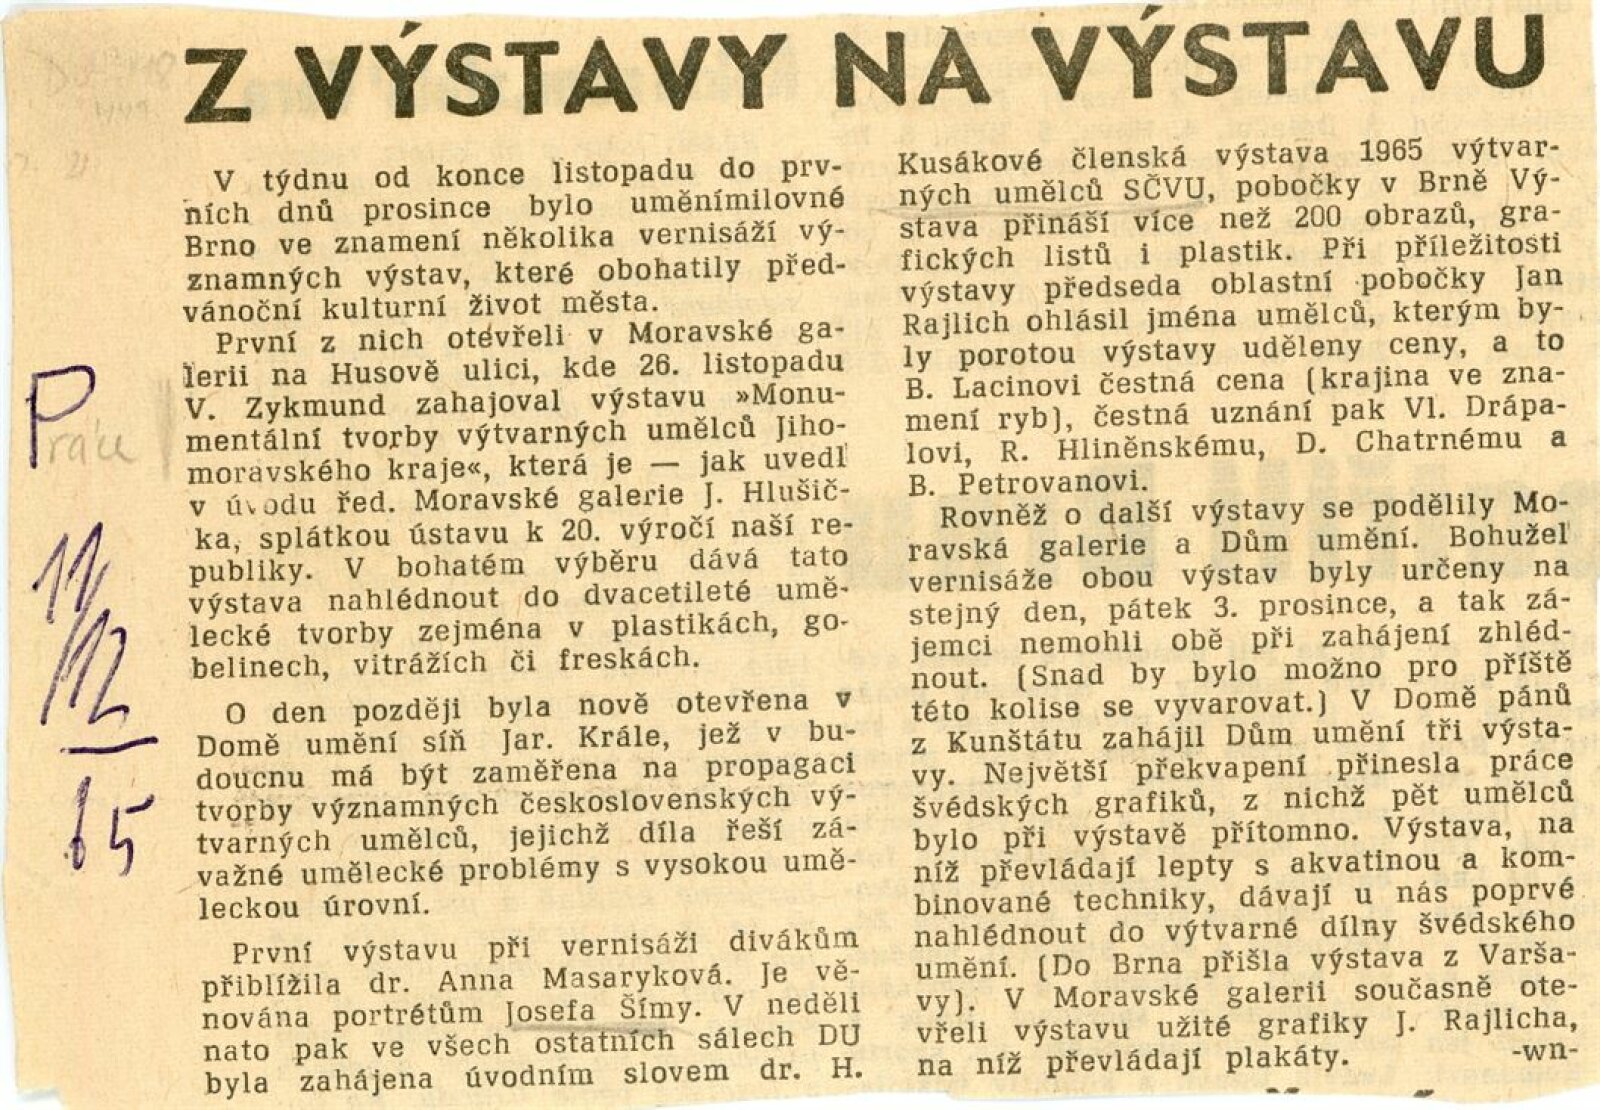 Z VÝSTAVY NA VÝSTAVU
Práce
11/12
65
V týdnu od konce listopadu do prv-
ních dnů prosince bylo uměnímilovné
Brno ve znamení několika vernisáží vý-
znamných výstav, které obohatily před-
vánoční kulturní život města.
První z nich otevřeli v Moravské ga-
lerii na Husově ulici, kde 26. listopadu
V. Zykmund zahajoval výstavu »Monu-
mentální tvorby výtvarných umělců Jiho-
moravského kraje«, která je — jak uvedl
v úvodu řed. Moravské galerie J. Hlušič-
ka, splátkou ústavu k 20. výročí naší re-
publiky. V bohatém výběru dává tato
výstava nahlédnout do dvacetileté umě-
lecké tvorby zejména v plastikách, go-
belinech, vitrážích či freskách.
O den později byla nově otevřena v
Domě umění síň Jar. Krále, jež v bu-
doucnu má být zaměřena na propagaci
tvorby významných československých vý-
tvarných umělců, jejichž díla řeší zá-
važné umělecké problémy s vysokou umě-
leckou úrovní.
První výstavu při vernisáži divákům
přiblížila dr. Anna Masaryková. Je vě-
nována portrétům Josefa Šímy. V neděli
nato pak ve všech ostatních sálech DU
byla zahájena úvodním slovem dr. H.
Kusákové členská výstava 1965 výtvar-
ných umělců SČVU, pobočky v Brně Vý-
stava přináší více než 200 obrazů, gra-
fických listů i plastik. Při příležitosti
výstavy předseda oblastní pobočky Jan
Rajlich ohlásil jména umělců, kterým by-
ly porotou výstavy uděleny ceny, a to
B. Lacinovi čestná cena (krajina ve zna-
mení ryb), čestná uznání pak Vl. Drápa-
lovi, R. Hliněnskému, D. Chatrnému a
B. Petrovanovi.
Rovněž o další výstavy se podělily Mo-
ravská galerie a Dům umění. Bohužel
vernisáže obou výstav byly určeny na
stejný den, pátek 3. prosince, a tak zá-
jemci nemohli obě při zahájení zhléd-
nout. (Snad by bylo možno pro příště
této kolise se vyvarovat.) V Domě pánů
z Kunštátu zahájil Dům umění tři výsta-
vy. Největší překvapení přinesla práce
švédských grafiků, z nichž pět umělců
bylo při výstavě přítomno. Výstava, na
níž převládají lepty s akvatinou a kom-
binované techniky, dávají u nás poprvé
nahlédnout do výtvarné dílny švédského
umění. (Do Brna přišla výstava z Varša-
vy). V Moravské galerii současně ote-
vřeli výstavu užité grafiky J. Rajlicha,
na níž převládají plakáty. -wn-